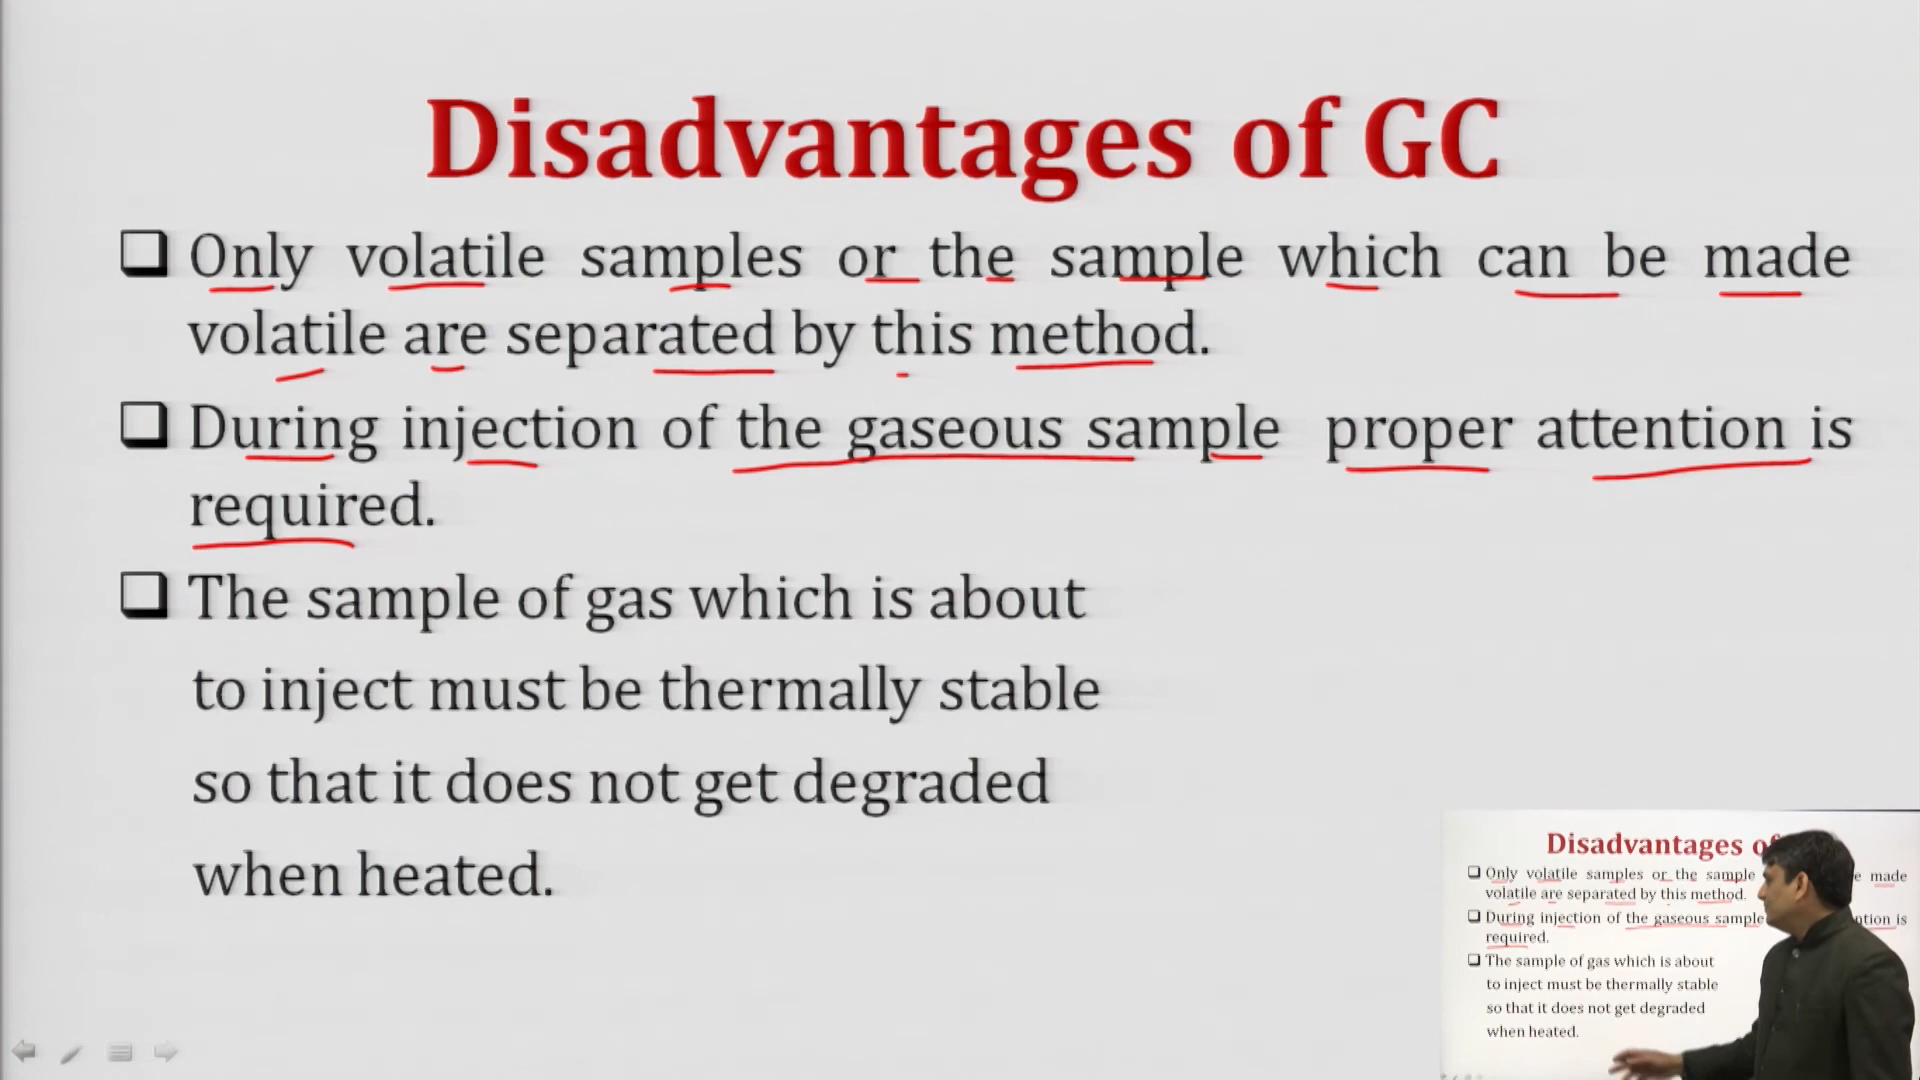 Disadvantages of GC
Only volatile samples or the sample which can be made
volatile are separated by this method.
During injection of the gaseous sample proper attention is
required.
The sample of gas which is about
to inject must be thermally stable
so that it does not get degraded
when heated.
Disadvantages of
Only volatile samples or the sample e made
volatile are separated by this method.
During injection of the gaseous sample ntion is
required.
The sample of gas which is about
to inject must be thermally stable
so that it does not get degraded
when heated.